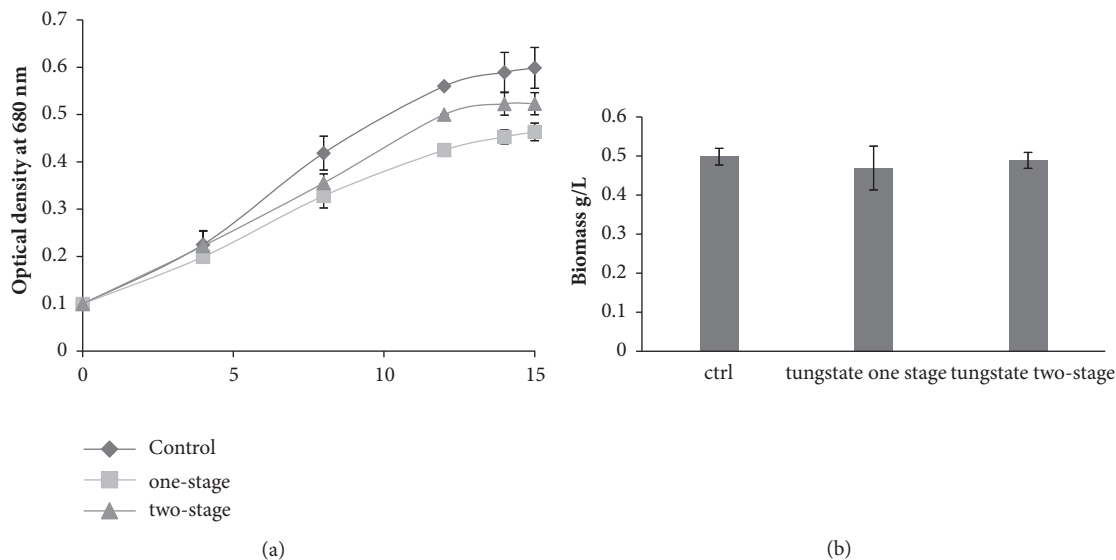 Optical density at 680 nm
0.7
0.6
0.5
0.4
0.3
0.2
0.1
0
0 5 10 15
Control
one-stage
two-stage
(a)
Biomass g/L
0.6
0.5
0.4
0.3
0.2
0.1
0
ctrl tungstate one stage tungstate two-stage
(b)